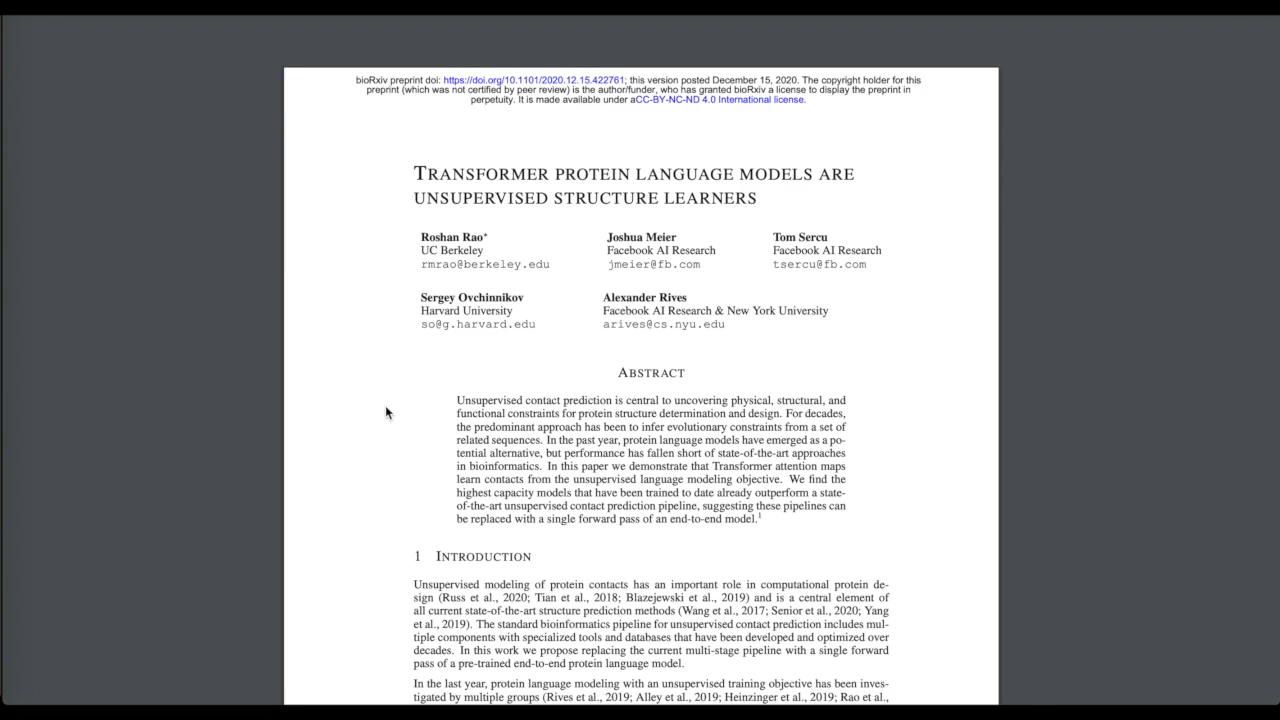 bioRxiv preprint doi: https://doi.org/10.1101/2020.12.15.422761; this version posted December 15, 2020. The copyright holder for this
preprint (which was not certified by peer review) is the author/funder, who has granted bioRxiv a license to display the preprint in
perpetuity. It is made available under aCC-BY-NC-ND 4.0 International license.
TRANSFORMER PROTEIN LANGUAGE MODELS ARE
UNSUPERVISED STRUCTURE LEARNERS
Roshan Rao* Joshua Meier Tom Sercu
UC Berkeley Facebook AI Research Facebook AI Research
rmrao@berkeley.edu jmeier@fb.com tsercu@fb.com
Sergey Ovchinnikov Alexander Rives
Harvard University Facebook AI Research & New York University
so@g.harvard.edu arives@cs.nyu.edu
ABSTRACT
Unsupervised contact prediction is central to uncovering physical, structural, and
functional constraints for protein structure determination and design. For decades,
the predominant approach has been to infer evolutionary constraints from a set of
related sequences. In the past year, protein language models have emerged as a po-
tential alternative, but performance has fallen short of state-of-the-art approaches
in bioinformatics. In this paper we demonstrate that Transformer attention maps
learn contacts from the unsupervised language modeling objective. We find the
highest capacity models that have been trained to date already outperform a state-
of-the-art unsupervised contact prediction pipeline, suggesting these pipelines can
be replaced with a single forward pass of an end-to-end model.1
1 INTRODUCTION
Unsupervised modeling of protein contacts has an important role in computational protein de-
sign (Russ et al., 2020; Tian et al., 2018; Blazejewski et al., 2019) and is a central element of
all current state-of-the-art structure prediction methods (Wang et al., 2017; Senior et al., 2020; Yang
et al., 2019). The standard bioinformatics pipeline for unsupervised contact prediction includes mul-
tiple components with specialized tools and databases that have been developed and optimized over
decades. In this work we propose replacing the current multi-stage pipeline with a single forward
pass of a pre-trained end-to-end protein language model.
In the last year, protein language modeling with an unsupervised training objective has been inves-
tigated by multiple groups (Rives et al., 2019; Alley et al., 2019; Heinzinger et al., 2019; Rao et al.,